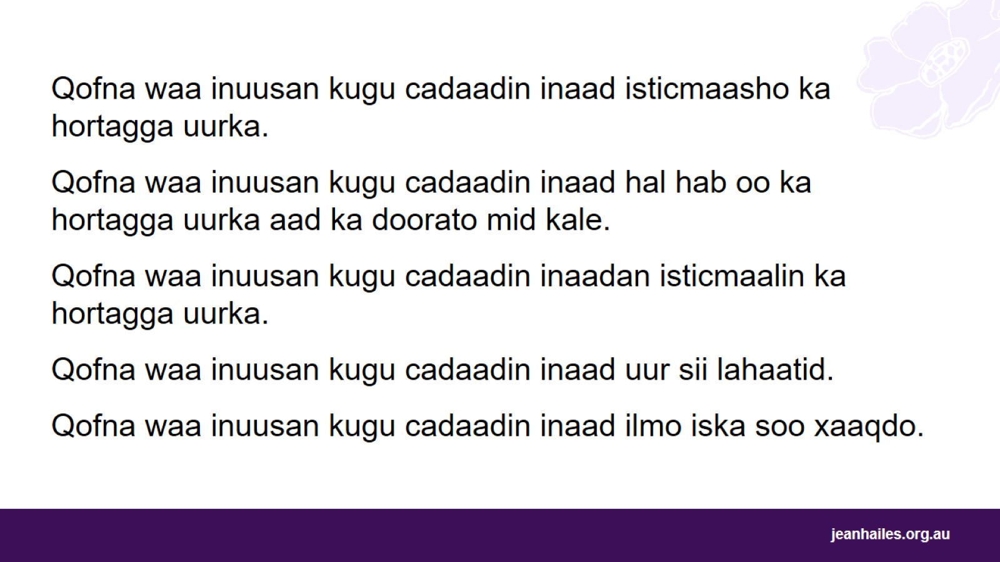 Qofna waa inuusan kugu cadaadin inaad isticmaasho ka
hortagga uurka.
Qofna waa inuusan kugu cadaadin inaad hal hab oo ka
hortagga uurka aad ka doorato mid kale.
Qofna waa inuusan kugu cadaadin inaadan isticmaalin ka
hortagga uurka.
Qofna waa inuusan kugu cadaadin inaad uur sii lahaatid.
Qofna waa inuusan kugu cadaadin inaad ilmo iska soo xaaqdo.
jeanhailes.org.au